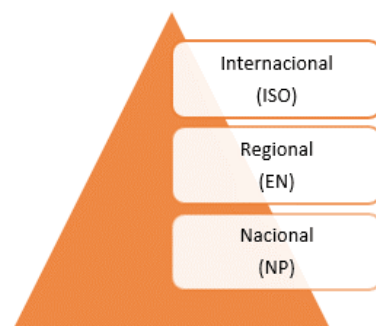 Internacional
(ISO)
Regional
(EN)
Nacional
(NP)